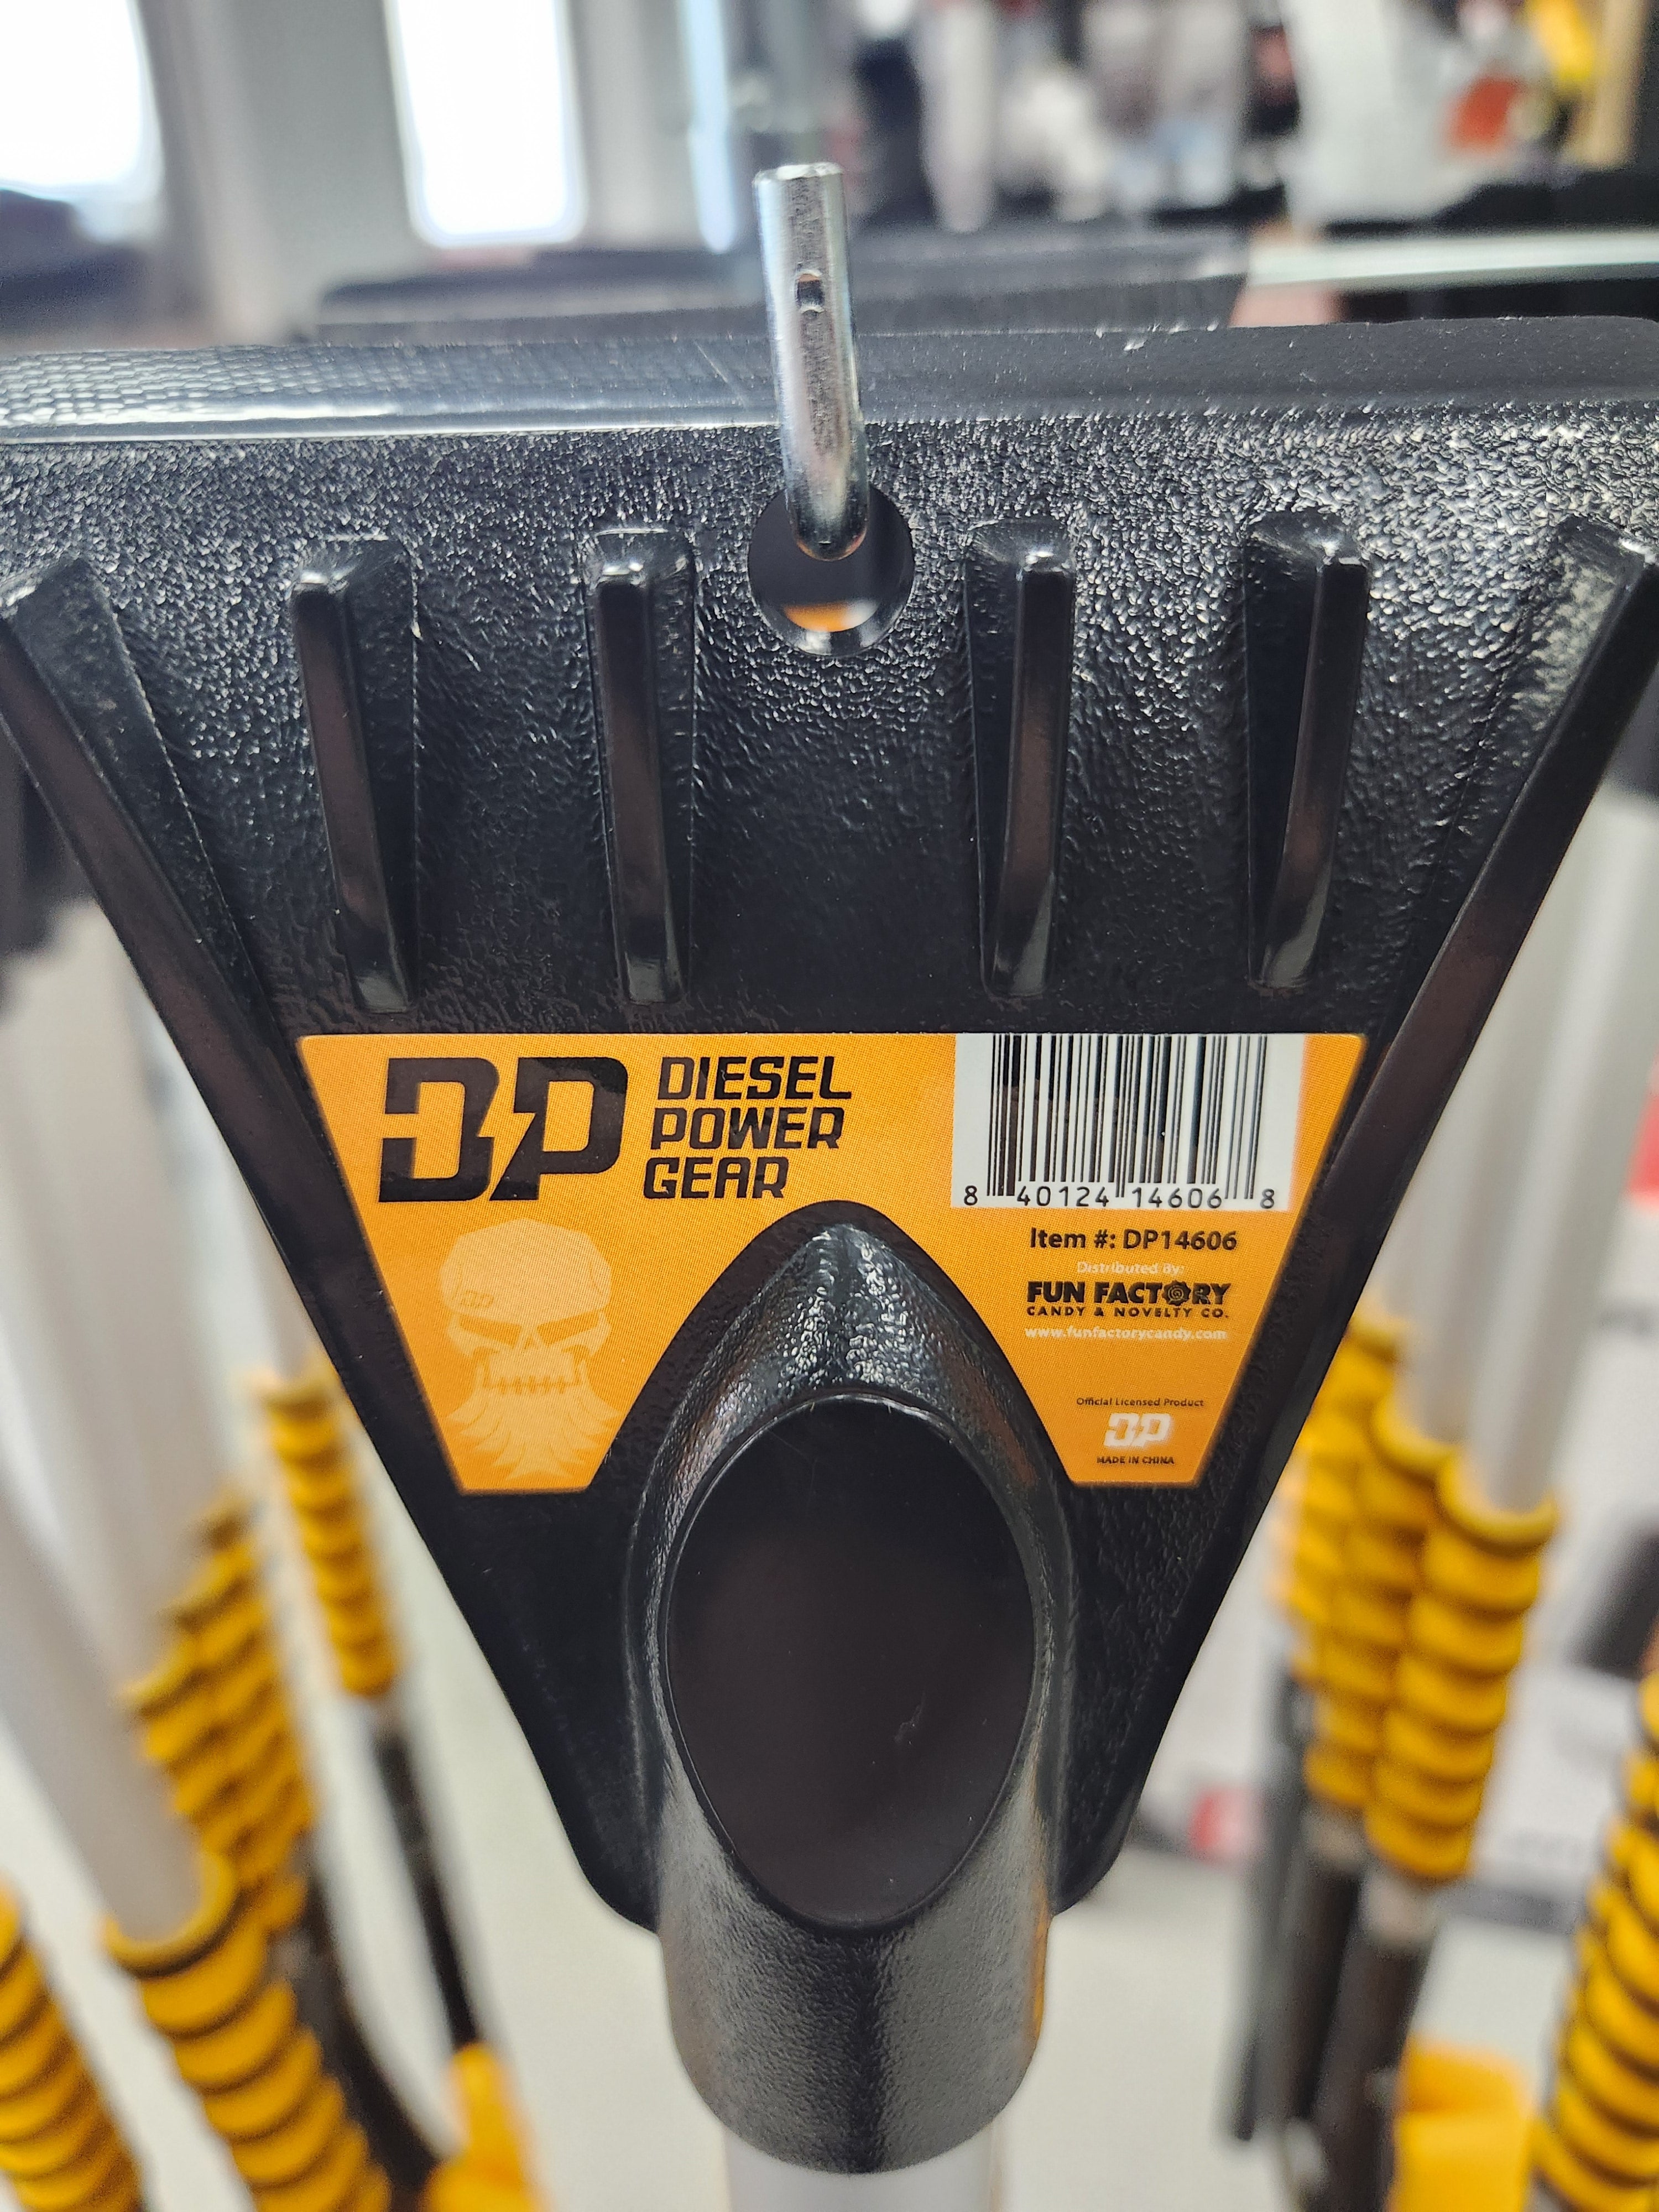 DP
DIESEL
POWER
GEAR
8 40124 14606 8
Item #: DP14606
Distributed By:
FUN FACTORY
CANDY & NOVELTY CO.
www.funfactorycandy.com
Official Licensed Product
DP
MADE IN CHINA
DP